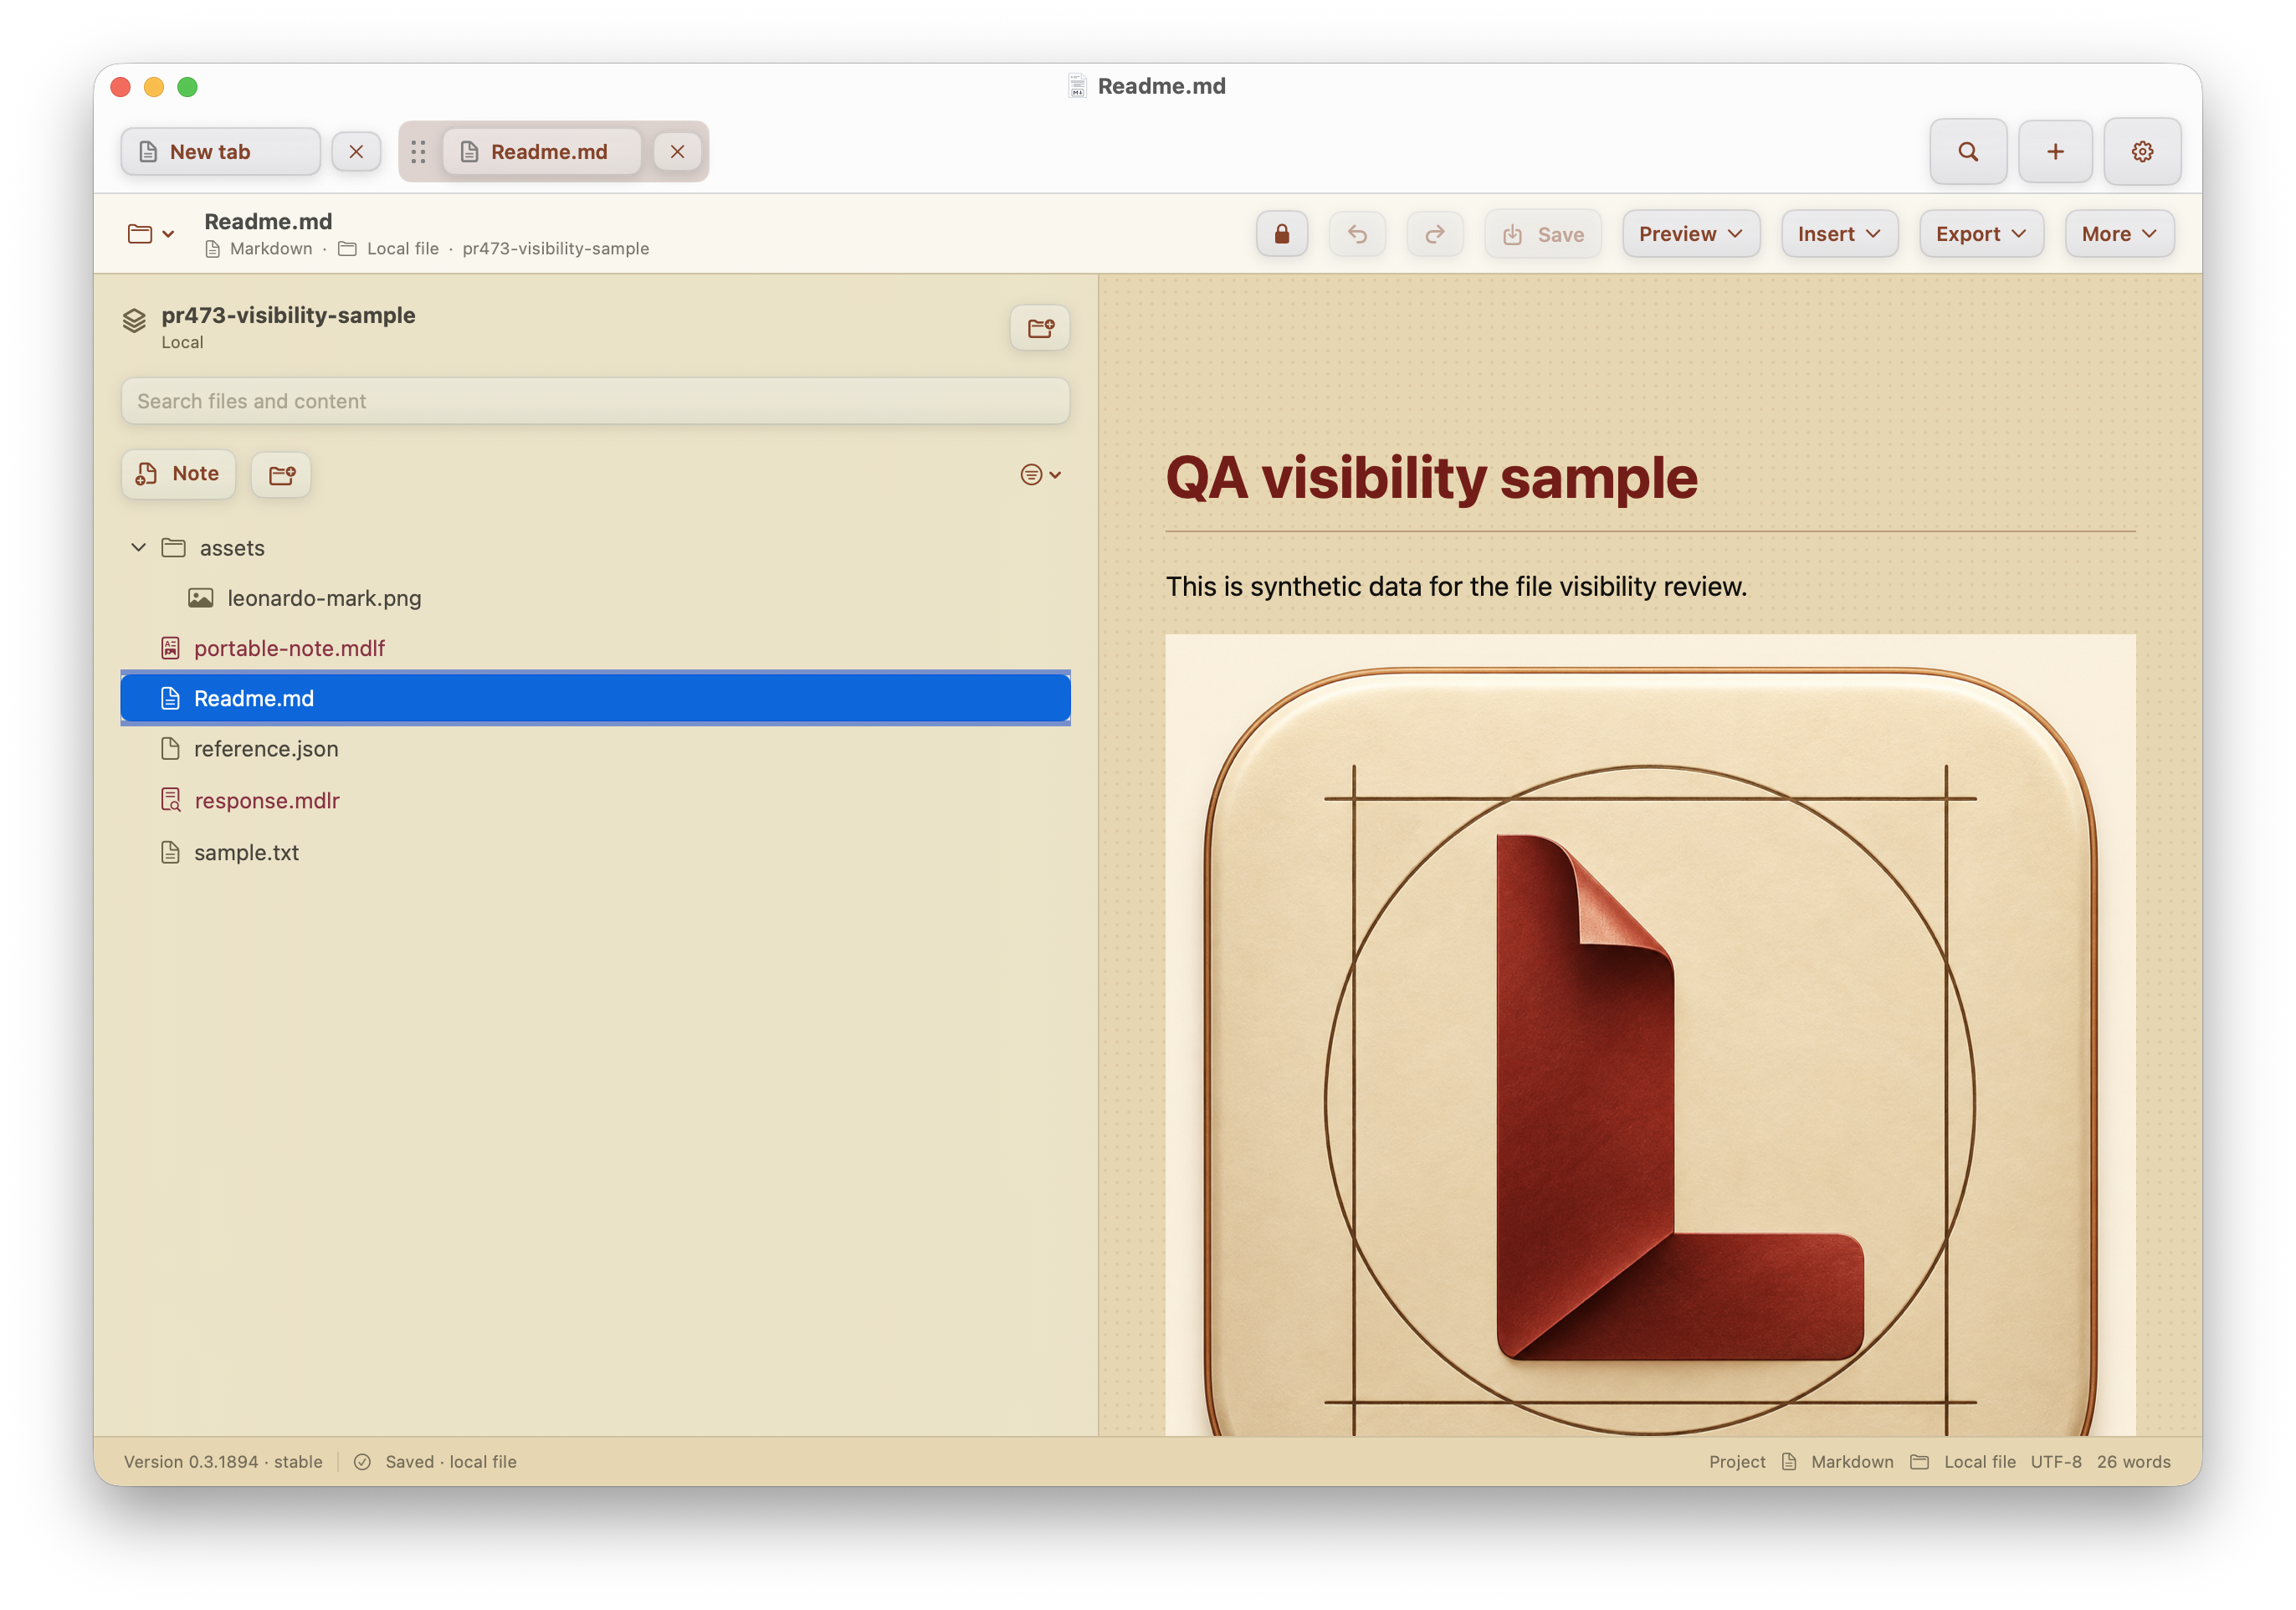 Readme.md
New tab
Readme.md
Readme.md
Markdown · Local file · pr473-visibility-sample
Save
Preview
Insert
Export
More
pr473-visibility-sample
Local
Search files and content
Note
assets
leonardo-mark.png
portable-note.mdlf
Readme.md
reference.json
response.mdlr
sample.txt
QA visibility sample
This is synthetic data for the file visibility review.
Version 0.3.1894 · stable
Saved · local file
Project Markdown Local file UTF-8 26 words